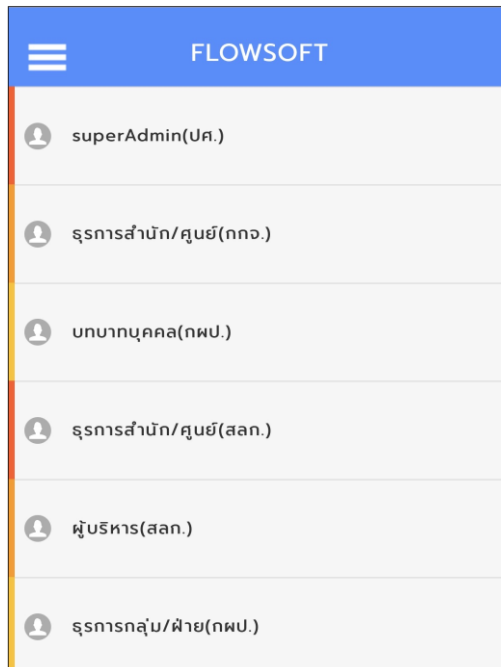 FLOWSOFT
superAdmin(ปศ.)
ธุรการสำนัก/ศูนย์(กกจ.)
บทบาทบุคคล(กผป.)
ธุรการสำนัก/ศูนย์(สลก.)
ผู้บริหาร(สลก.)
ธุรการกลุ่ม/ฝ่าย(กผป.)